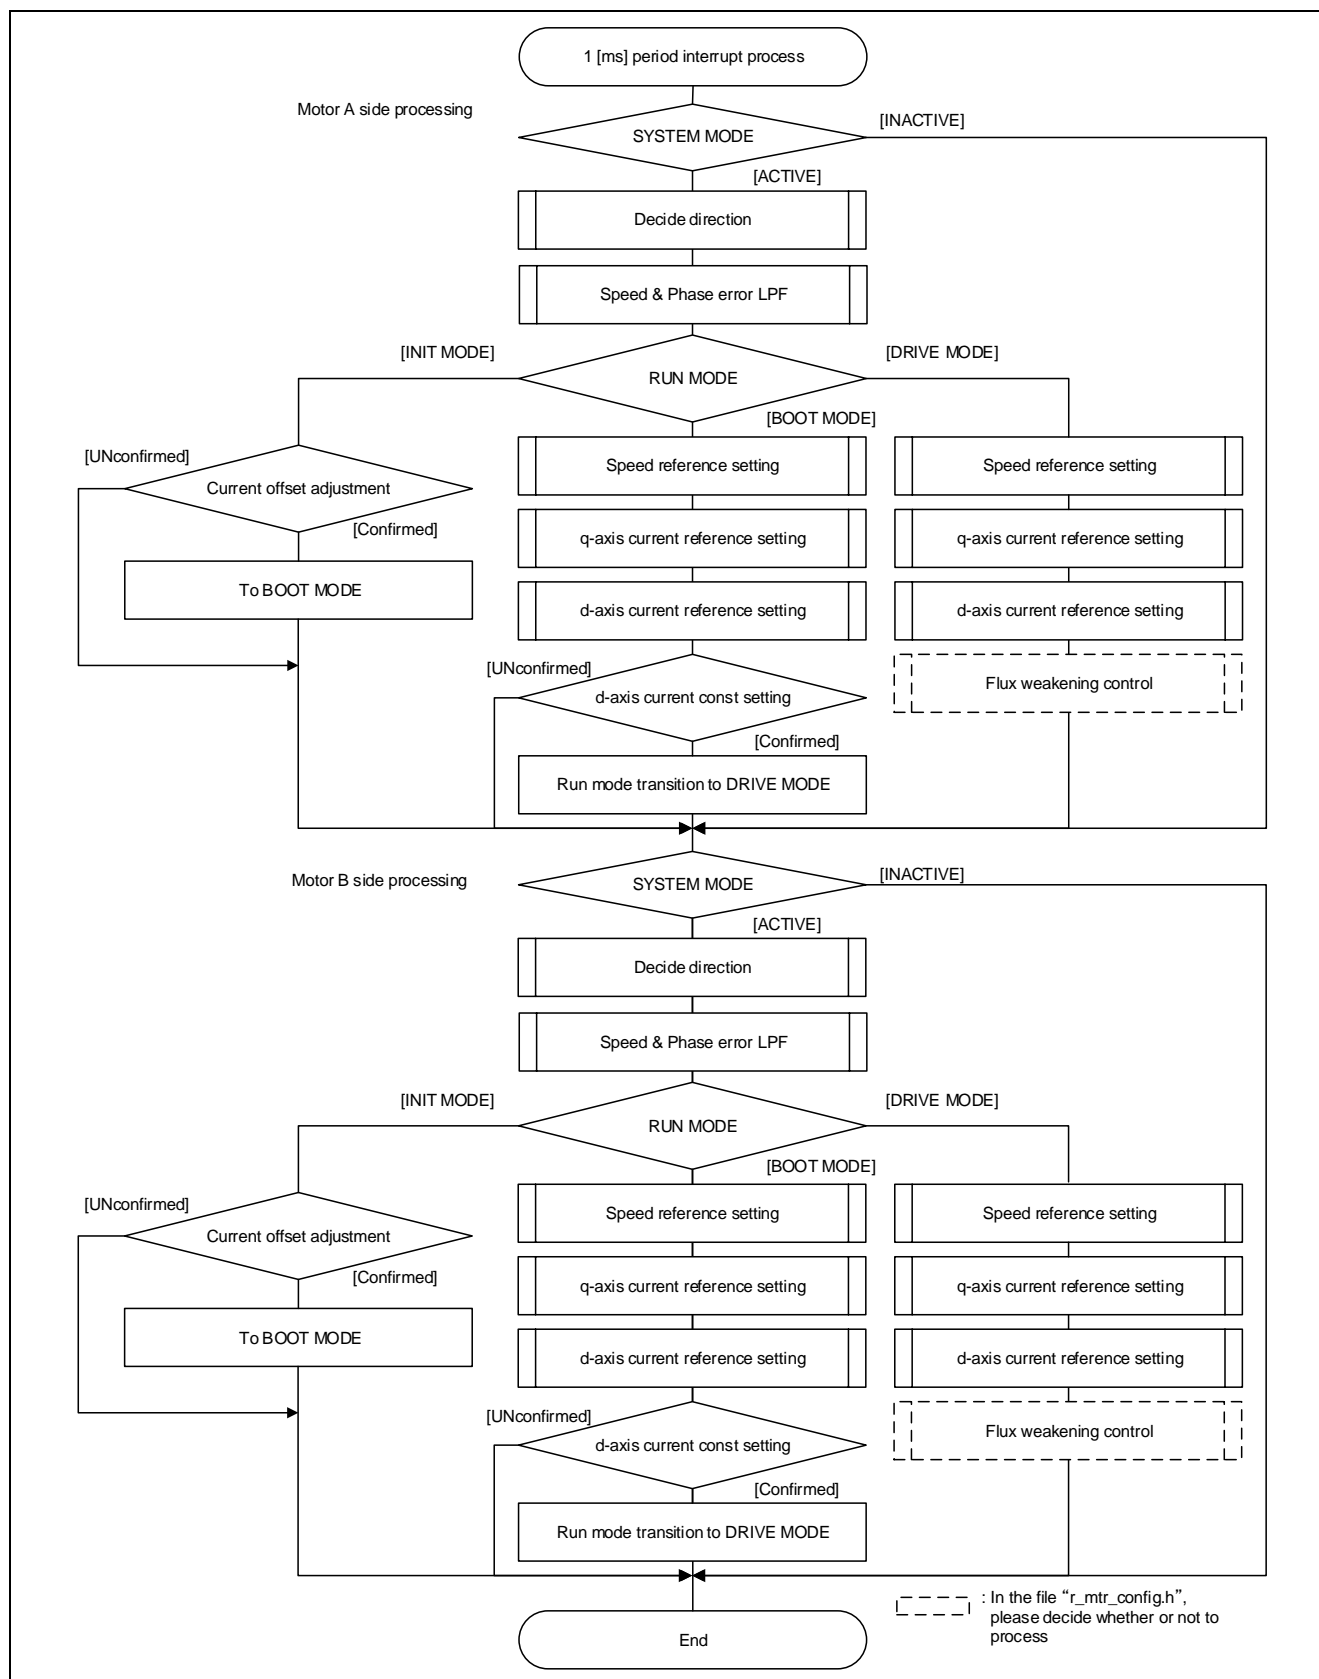 1 [ms] period interrupt process
Motor A side processing
[INACTIVE]
SYSTEM MODE
[ACTIVE]
Decide direction
Speed & Phase error LPF
[INIT MODE]
[DRIVE MODE]
RUN MODE
[BOOT MODE]
[UNconfirmed]
Speed reference setting
Speed reference setting
Current offset adjustment
[Confirmed]
q-axis current reference setting
q-axis current reference setting
To BOOT MODE
d-axis current reference setting
d-axis current reference setting
[UNconfirmed]
Flux weakening control
d-axis current const setting
[Confirmed]
Run mode transition to DRIVE MODE
Motor B side processing
[INACTIVE]
SYSTEM MODE
[ACTIVE]
Decide direction
Speed & Phase error LPF
[INIT MODE]
[DRIVE MODE]
RUN MODE
[BOOT MODE]
[UNconfirmed]
Speed reference setting
Speed reference setting
Current offset adjustment
[Confirmed]
q-axis current reference setting
q-axis current reference setting
To BOOT MODE
d-axis current reference setting
d-axis current reference setting
[UNconfirmed]
Flux weakening control
d-axis current const setting
[Confirmed]
Run mode transition to DRIVE MODE
: In the file “r_mtr_config.h”,
please decide whether or not to
process
End